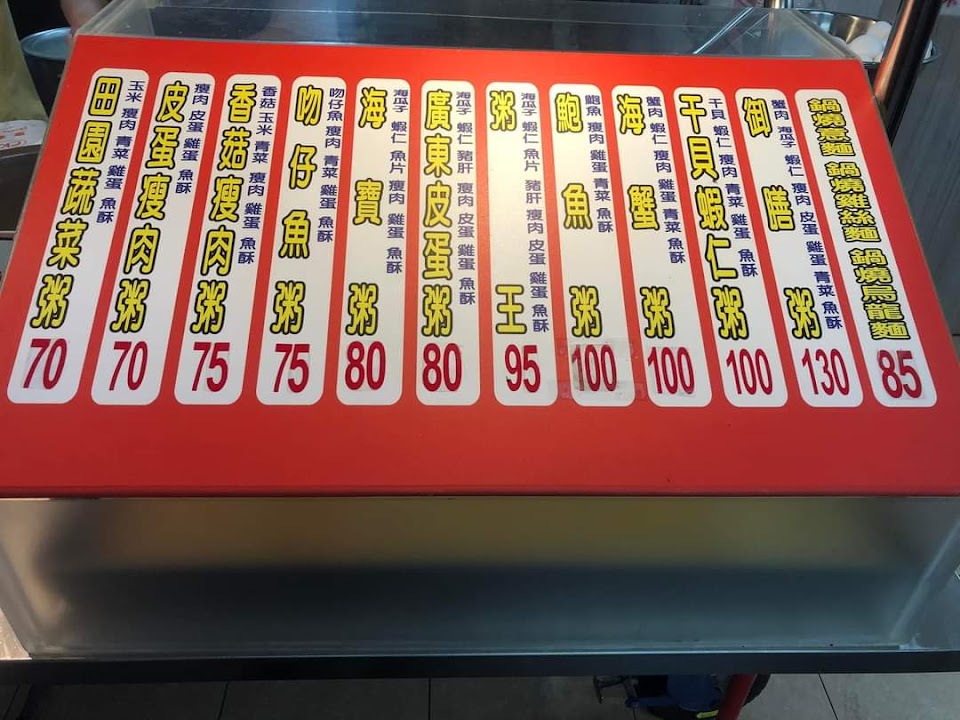 田園蔬菜粥
玉米 瘦肉 青菜 雞蛋 魚酥
70
皮蛋瘦肉粥
瘦肉 皮蛋 雞蛋 魚酥
70
香菇瘦肉粥
香菇 玉米 青菜 瘦肉 雞蛋 魚酥
75
吻仔魚粥
吻仔魚 瘦肉 青菜 雞蛋 魚酥
75
海寶粥
海瓜子 蝦仁 魚片 瘦肉 雞蛋 魚酥
80
廣東皮蛋粥
海瓜子 蝦仁 豬肝 瘦肉 皮蛋 雞蛋 魚酥
80
粥王
海瓜子 蝦仁 魚片 豬肝 瘦肉 皮蛋 雞蛋 魚酥
95
鮑魚粥
鮑魚 瘦肉 雞蛋 青菜 魚酥
100
海蟹粥
蟹肉 蝦仁 瘦肉 雞蛋 青菜 魚酥
100
干貝蝦仁粥
干貝 蝦仁 瘦肉 青菜 雞蛋 魚酥
100
御膳粥
蟹肉 海瓜子 蝦仁 瘦肉 皮蛋 雞蛋 青菜 魚酥
130
鍋燒意麵 鍋燒雞絲麵 鍋燒烏龍麵
85